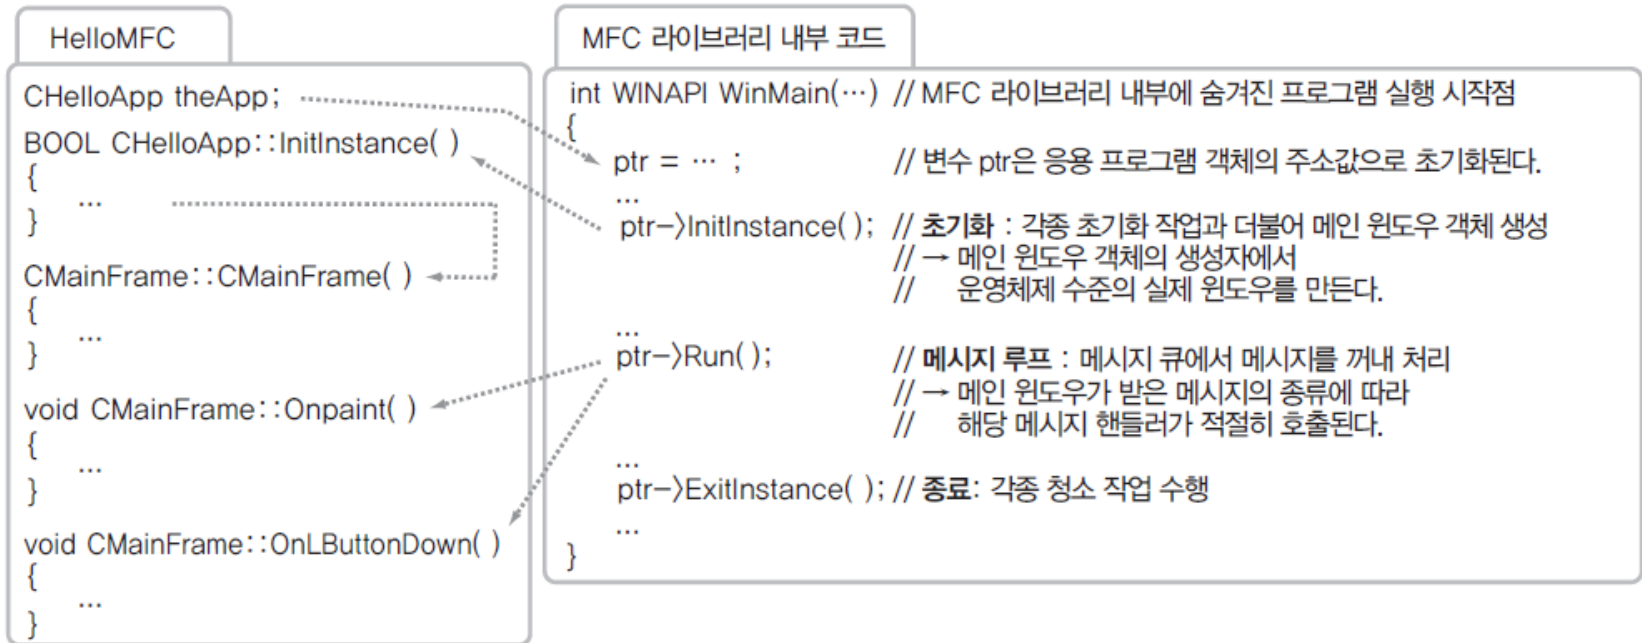 HelloMFC
CHelloApp theApp;
BOOL CHelloApp::InitInstance( )
{
...
}
CMainFrame::CMainFrame( )
{
...
}
void CMainFrame::Onpaint( )
{
...
}
void CMainFrame::OnLButtonDown( )
{
...
}
MFC 라이브러리 내부 코드
int WINAPI WinMain(…) // MFC 라이브러리 내부에 숨겨진 프로그램 실행 시작점
{
ptr = … ; // 변수 ptr은 응용 프로그램 객체의 주소값으로 초기화된다.
...
ptr->InitInstance( ); // 초기화 : 각종 초기화 작업과 더불어 메인 윈도우 객체 생성
// → 메인 윈도우 객체의 생성자에서
// 운영체제 수준의 실제 윈도우를 만든다.
...
ptr->Run( ); // 메시지 루프 : 메시지 큐에서 메시지를 꺼내 처리
// → 메인 윈도우가 받은 메시지의 종류에 따라
// 해당 메시지 핸들러가 적절히 호출된다.
...
ptr->ExitInstance( ); // 종료: 각종 청소 작업 수행
...
}